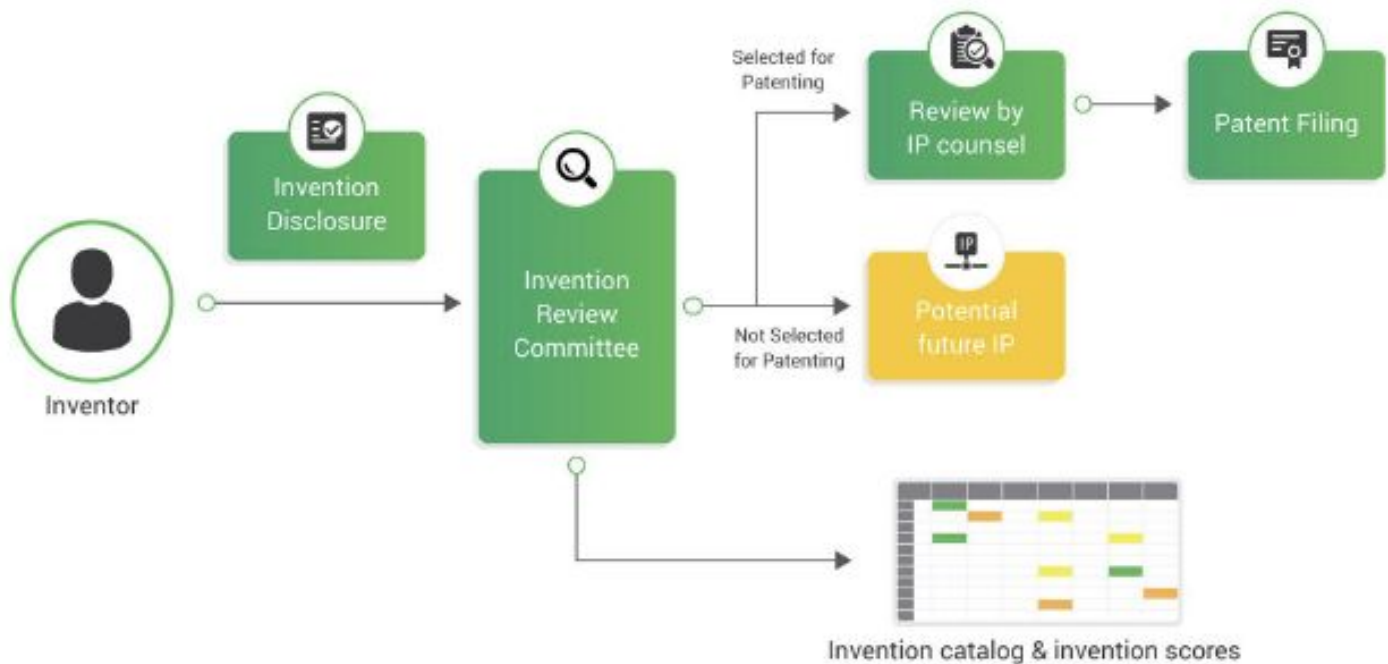 Inventor
Invention
Disclosure
Invention
Review
Committee
Selected for
Patenting
Not Selected
for Patenting
Review by
IP counsel
Patent Filing
IP
Potential
future IP
Invention catalog & invention scores